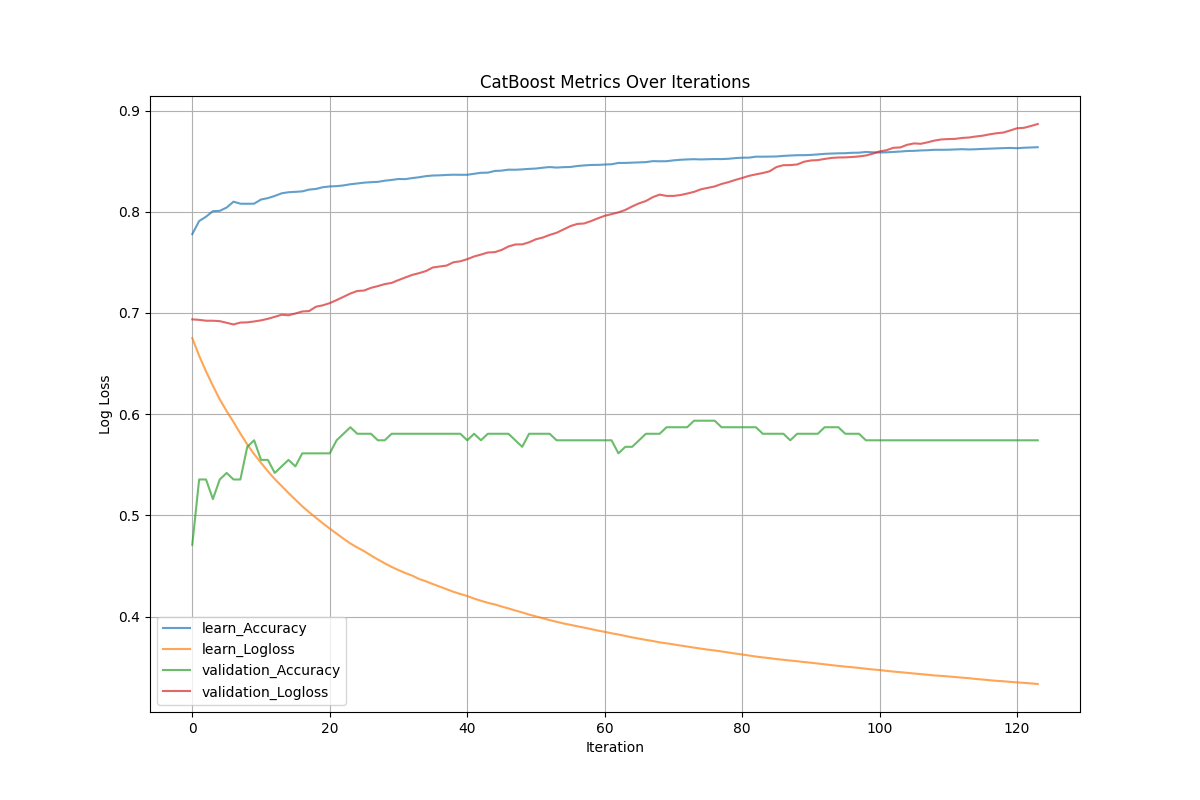 CatBoost Metrics Over Iterations
0.9
0.8
0.7
0.6
0.5
0.4
Log Loss
learn_Accuracy
learn_Logloss
validation_Accuracy
validation_Logloss
0 20 40 60 80 100 120
Iteration